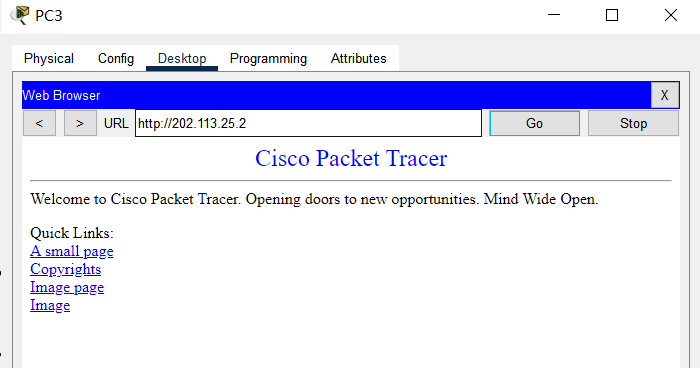 PC3
Physical Config Desktop Programming Attributes
Web Browser X
< > URL http://202.113.25.2 Go Stop
Cisco Packet Tracer
Welcome to Cisco Packet Tracer. Opening doors to new opportunities. Mind Wide Open.
Quick Links:
A small page
Copyrights
Image page
Image